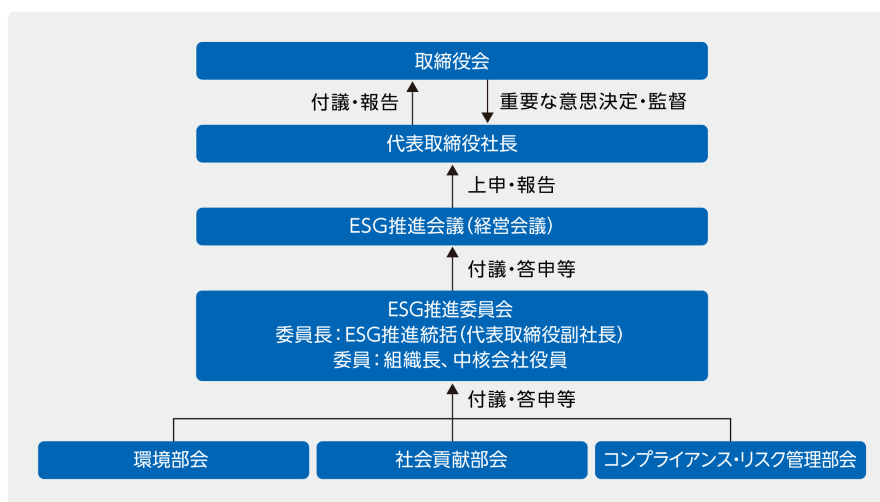 取締役会
付議・報告
重要な意思決定・監督
代表取締役社長
上申・報告
ESG推進会議(経営会議)
付議・答申等
ESG推進委員会
委員長:ESG推進統括(代表取締役副社長)
委員:組織長、中核会社役員
付議・答申等
環境部会
社会貢献部会
コンプライアンス・リスク管理部会